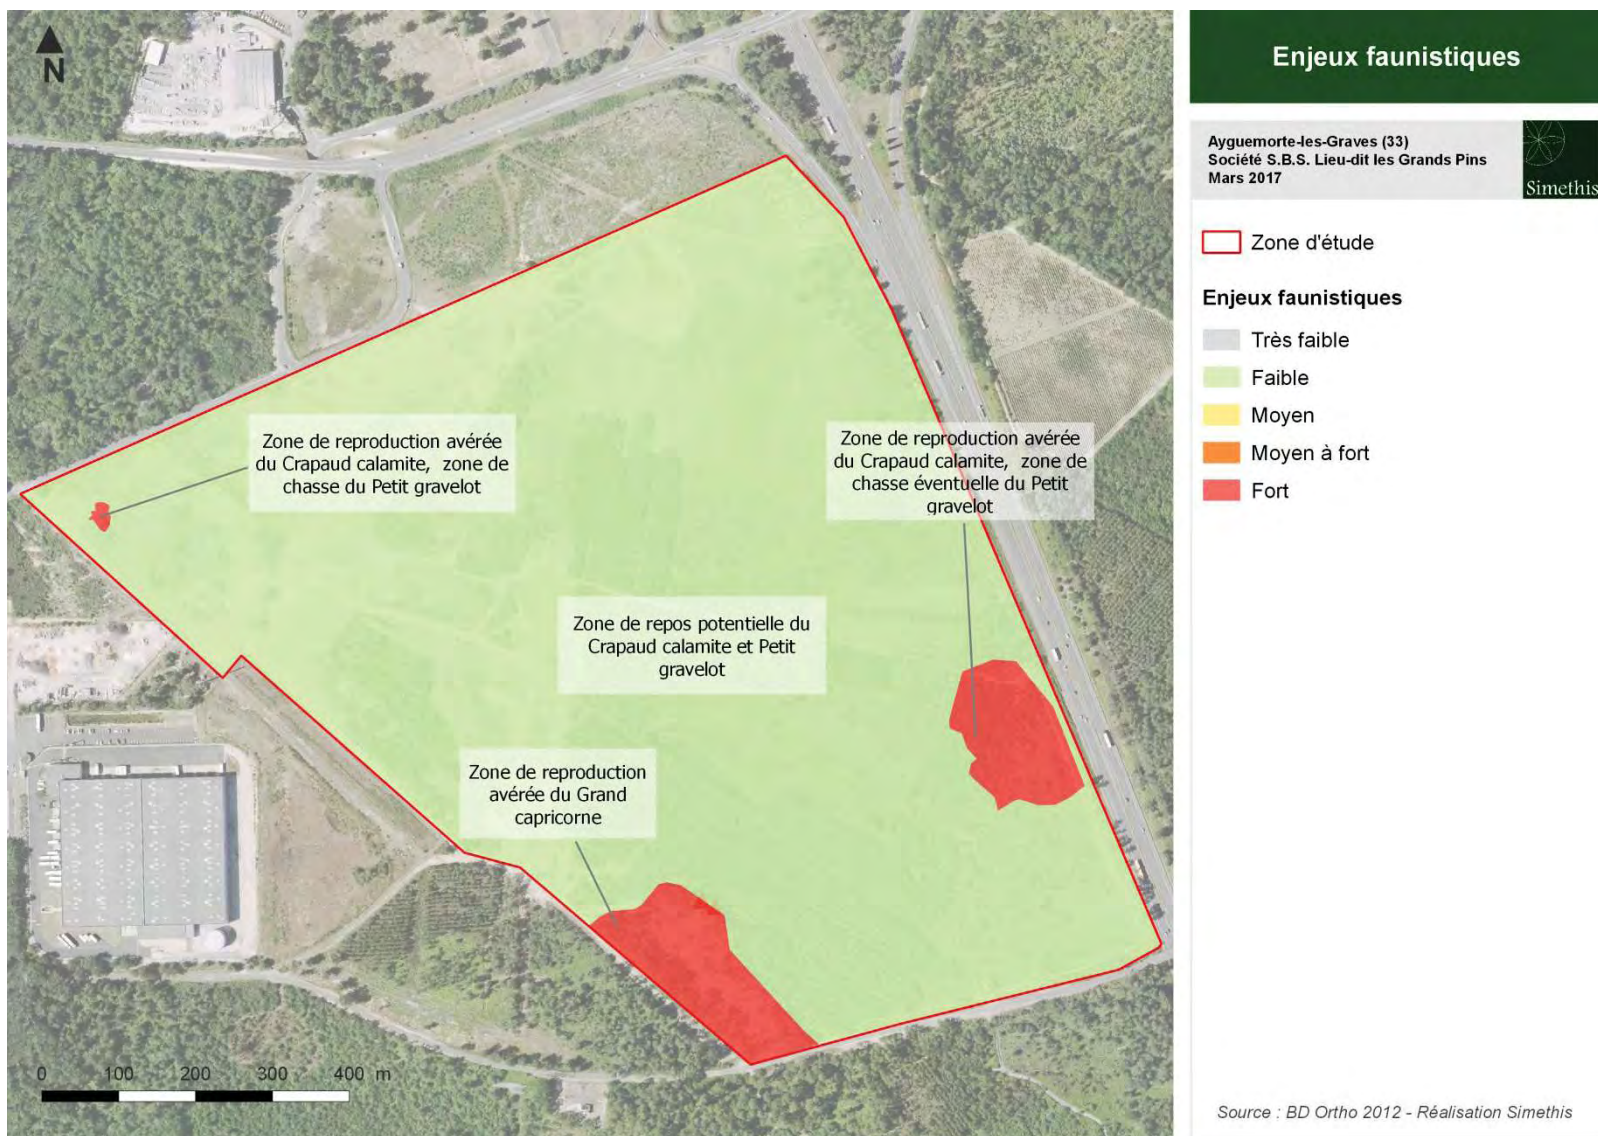 N
Zone de reproduction avérée
du Crapaud calamite, zone de
chasse du Petit gravelot
Zone de reproduction avérée
du Crapaud calamite, zone de
chasse éventuelle du Petit
gravelot
Zone de repos potentielle du
Crapaud calamite et Petit
gravelot
Zone de reproduction
avérée du Grand
capricorne
0 100 200 300 400 m
Enjeux faunistiques
Ayguemorte-les-Graves (33)
Société S.B.S. Lieu-dit les Grands Pins
Mars 2017
Simethis
Zone d'étude
Enjeux faunistiques
Très faible
Faible
Moyen
Moyen à fort
Fort
Source : BD Ortho 2012 - Réalisation Simethis